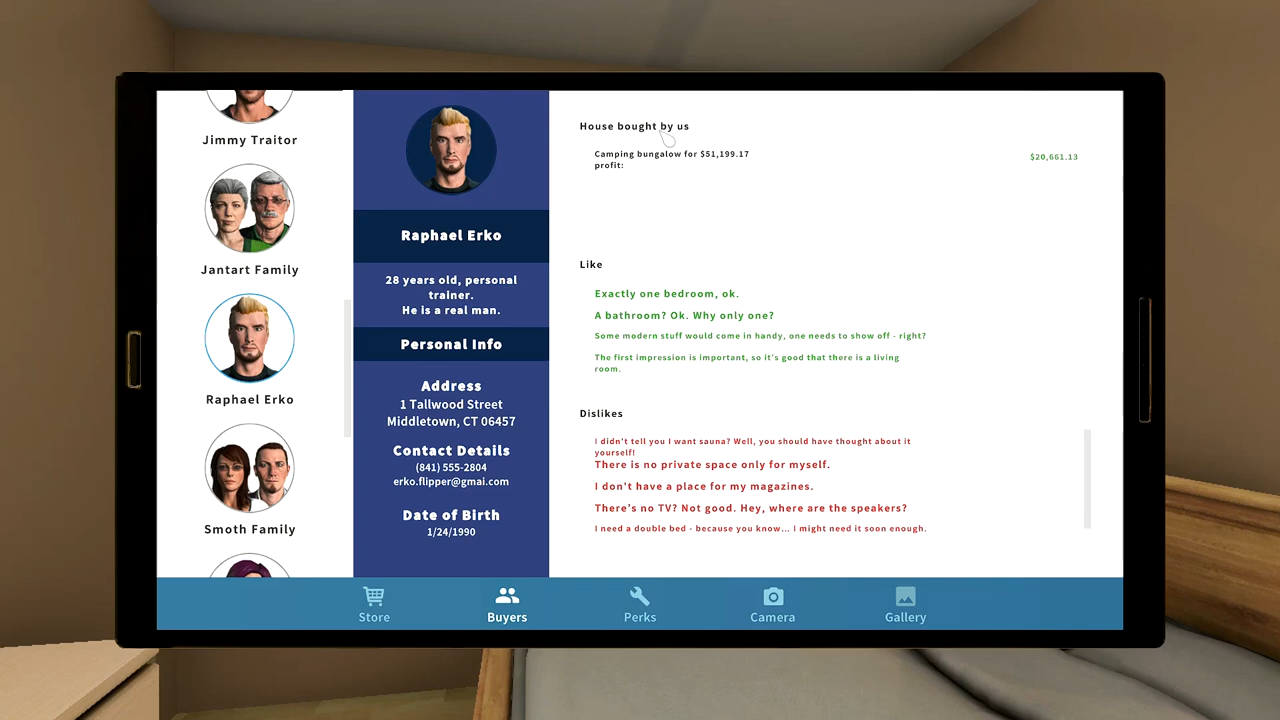 Jimmy Traitor
Jantart Family
Raphael Erko
Smoth Family
Raphael Erko
28 years old, personal
trainer.
He is a real man.
Personal Info
Address
1 Tallwood Street
Middletown, CT 06457
Contact Details
(841) 555-2804
erko.flipper@gmai.com
Date of Birth
1/24/1990
House bought by us
Camping bungalow for $51,199.17
profit:
$20,661.13
Like
Exactly one bedroom, ok.
A bathroom? Ok. Why only one?
Some modern stuff would come in handy, one needs to show off - right?
The first impression is important, so it's good that there is a living
room.
Dislikes
I didn't tell you I want sauna? Well, you should have thought about it
yourself!
There is no private space only for myself.
I don't have a place for my magazines.
There's no TV? Not good. Hey, where are the speakers?
I need a double bed - because you know... I might need it soon enough.
Store
Buyers
Perks
Camera
Gallery